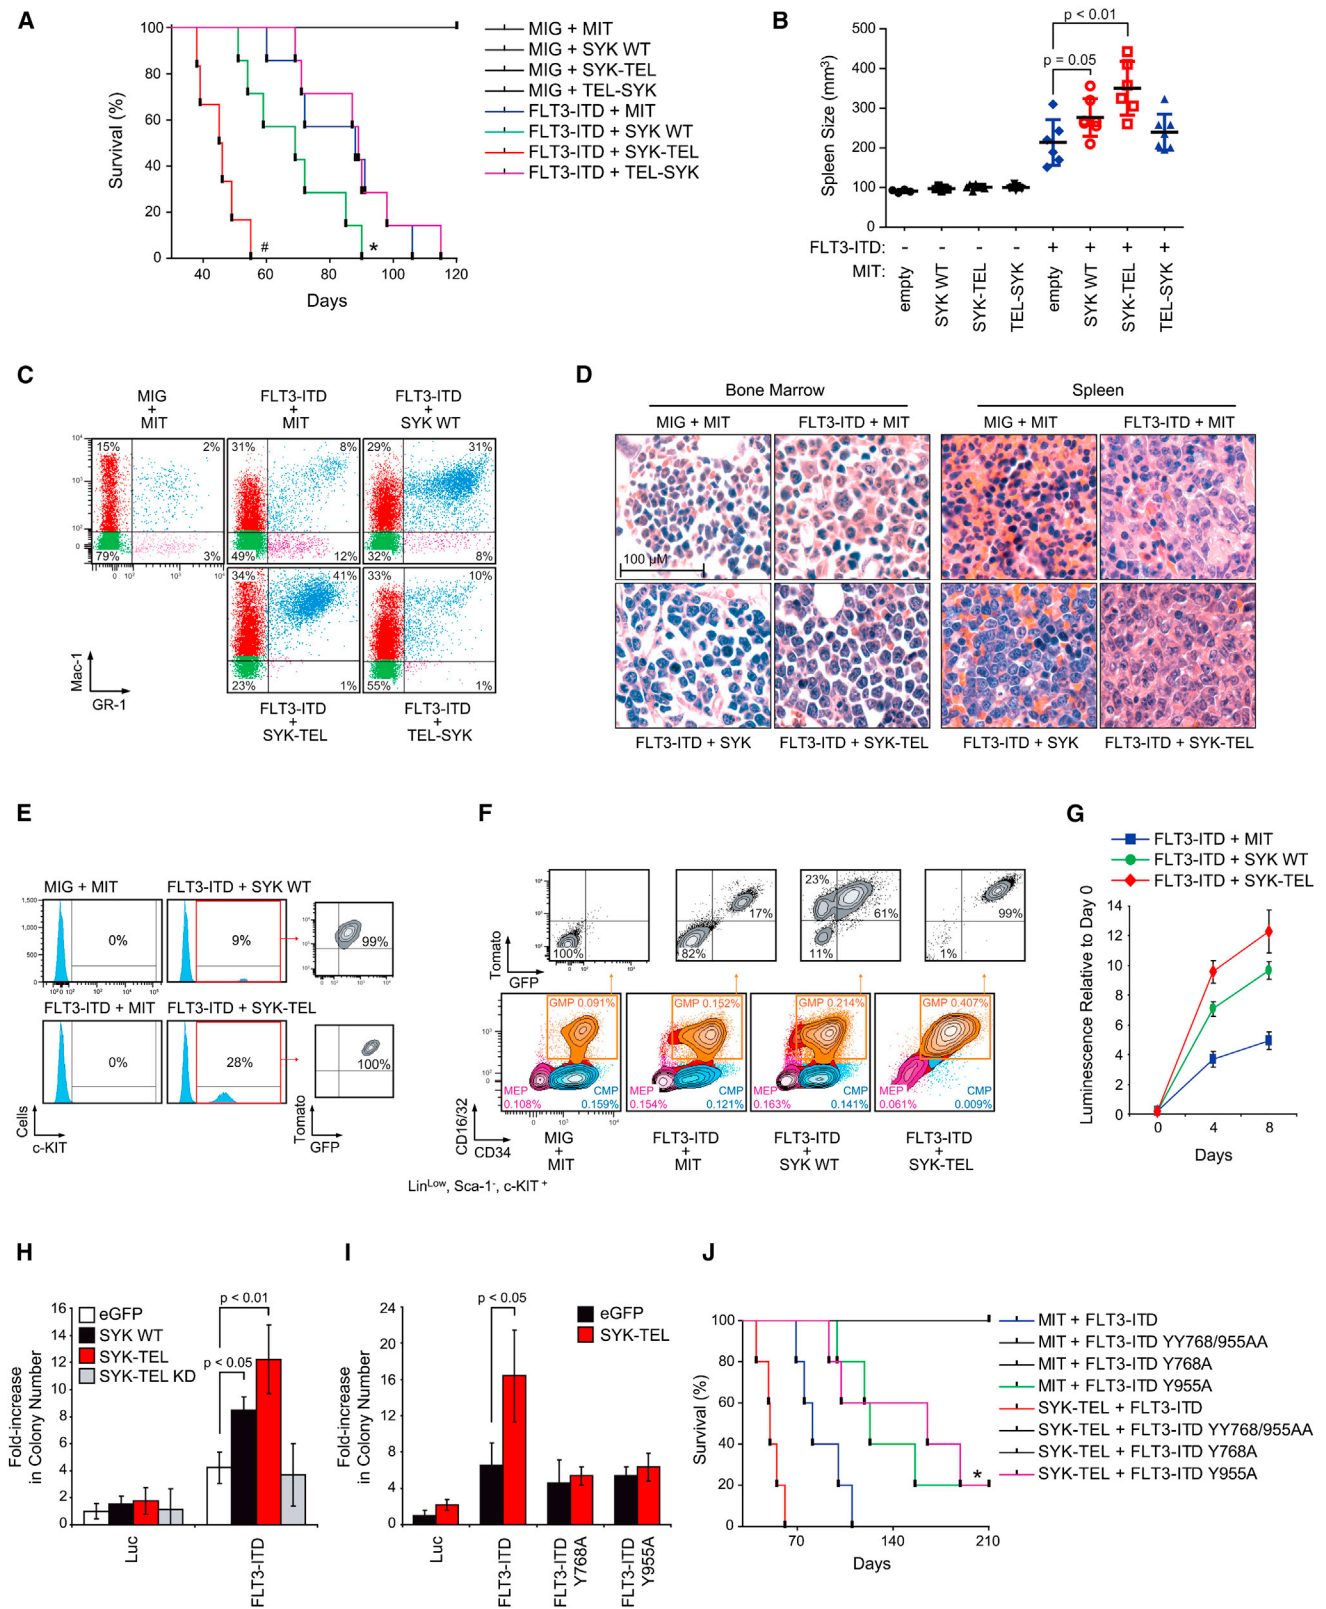 A
Survival (%)
100
80
60
40
20
0
40 60 80 100 120
Days
# *
MIG + MIT
MIG + SYK WT
MIG + SYK-TEL
MIG + TEL-SYK
FLT3-ITD + MIT
FLT3-ITD + SYK WT
FLT3-ITD + SYK-TEL
FLT3-ITD + TEL-SYK
B
p < 0.01
p = 0.05
Spleen Size (mm³)
500
400
300
200
100
0
FLT3-ITD: - - - - + + + +
MIT: empty SYK WT SYK-TEL TEL-SYK empty SYK WT SYK-TEL TEL-SYK
C
MIG + MIT
FLT3-ITD + MIT
FLT3-ITD + SYK WT
15% 2% 31% 8% 29% 31%
79% 3% 49% 12% 32% 8%
34% 41% 33% 10%
23% 1% 55% 1%
10⁴
10³
10²
0
0 10² 10³ 10⁴
Mac-1
GR-1
FLT3-ITD + SYK-TEL
FLT3-ITD + TEL-SYK
D
Bone Marrow Spleen
MIG + MIT FLT3-ITD + MIT MIG + MIT FLT3-ITD + MIT
100 µM
FLT3-ITD + SYK FLT3-ITD + SYK-TEL FLT3-ITD + SYK FLT3-ITD + SYK-TEL
E
MIG + MIT FLT3-ITD + SYK WT
1,500
1,000
500
0
0% 9% 99%
FLT3-ITD + MIT FLT3-ITD + SYK-TEL
0% 28% 100%
Cells
c-KIT
Tomato
GFP
F
Tomato
GFP
100%
17%
82%
23%
61%
11%
99%
1%
GMP 0.091% GMP 0.152% GMP 0.214% GMP 0.407%
MEP 0.108% CMP 0.159%
MEP 0.154% CMP 0.121%
MEP 0.163% CMP 0.141%
MEP 0.061% CMP 0.009%
CD16/32
CD34
MIG + MIT
FLT3-ITD + MIT
FLT3-ITD + SYK WT
FLT3-ITD + SYK-TEL
Lin^Low, Sca-1⁻, c-KIT⁺
G
FLT3-ITD + MIT
FLT3-ITD + SYK WT
FLT3-ITD + SYK-TEL
Luminescence Relative to Day 0
14
12
10
8
6
4
2
0
0 4 8
Days
H
Fold-increase in Colony Number
16
14
12
10
8
6
4
2
0
eGFP
SYK WT
SYK-TEL
SYK-TEL KD
p < 0.01
p < 0.05
Luc FLT3-ITD
I
Fold-increase in Colony Number
24
20
16
12
8
4
0
p < 0.05
eGFP
SYK-TEL
Luc FLT3-ITD FLT3-ITD Y768A FLT3-ITD Y955A
J
Survival (%)
100
80
60
40
20
0
70 140 210
Days
*
MIT + FLT3-ITD
MIT + FLT3-ITD YY768/955AA
MIT + FLT3-ITD Y768A
MIT + FLT3-ITD Y955A
SYK-TEL + FLT3-ITD
SYK-TEL + FLT3-ITD YY768/955AA
SYK-TEL + FLT3-ITD Y768A
SYK-TEL + FLT3-ITD Y955A